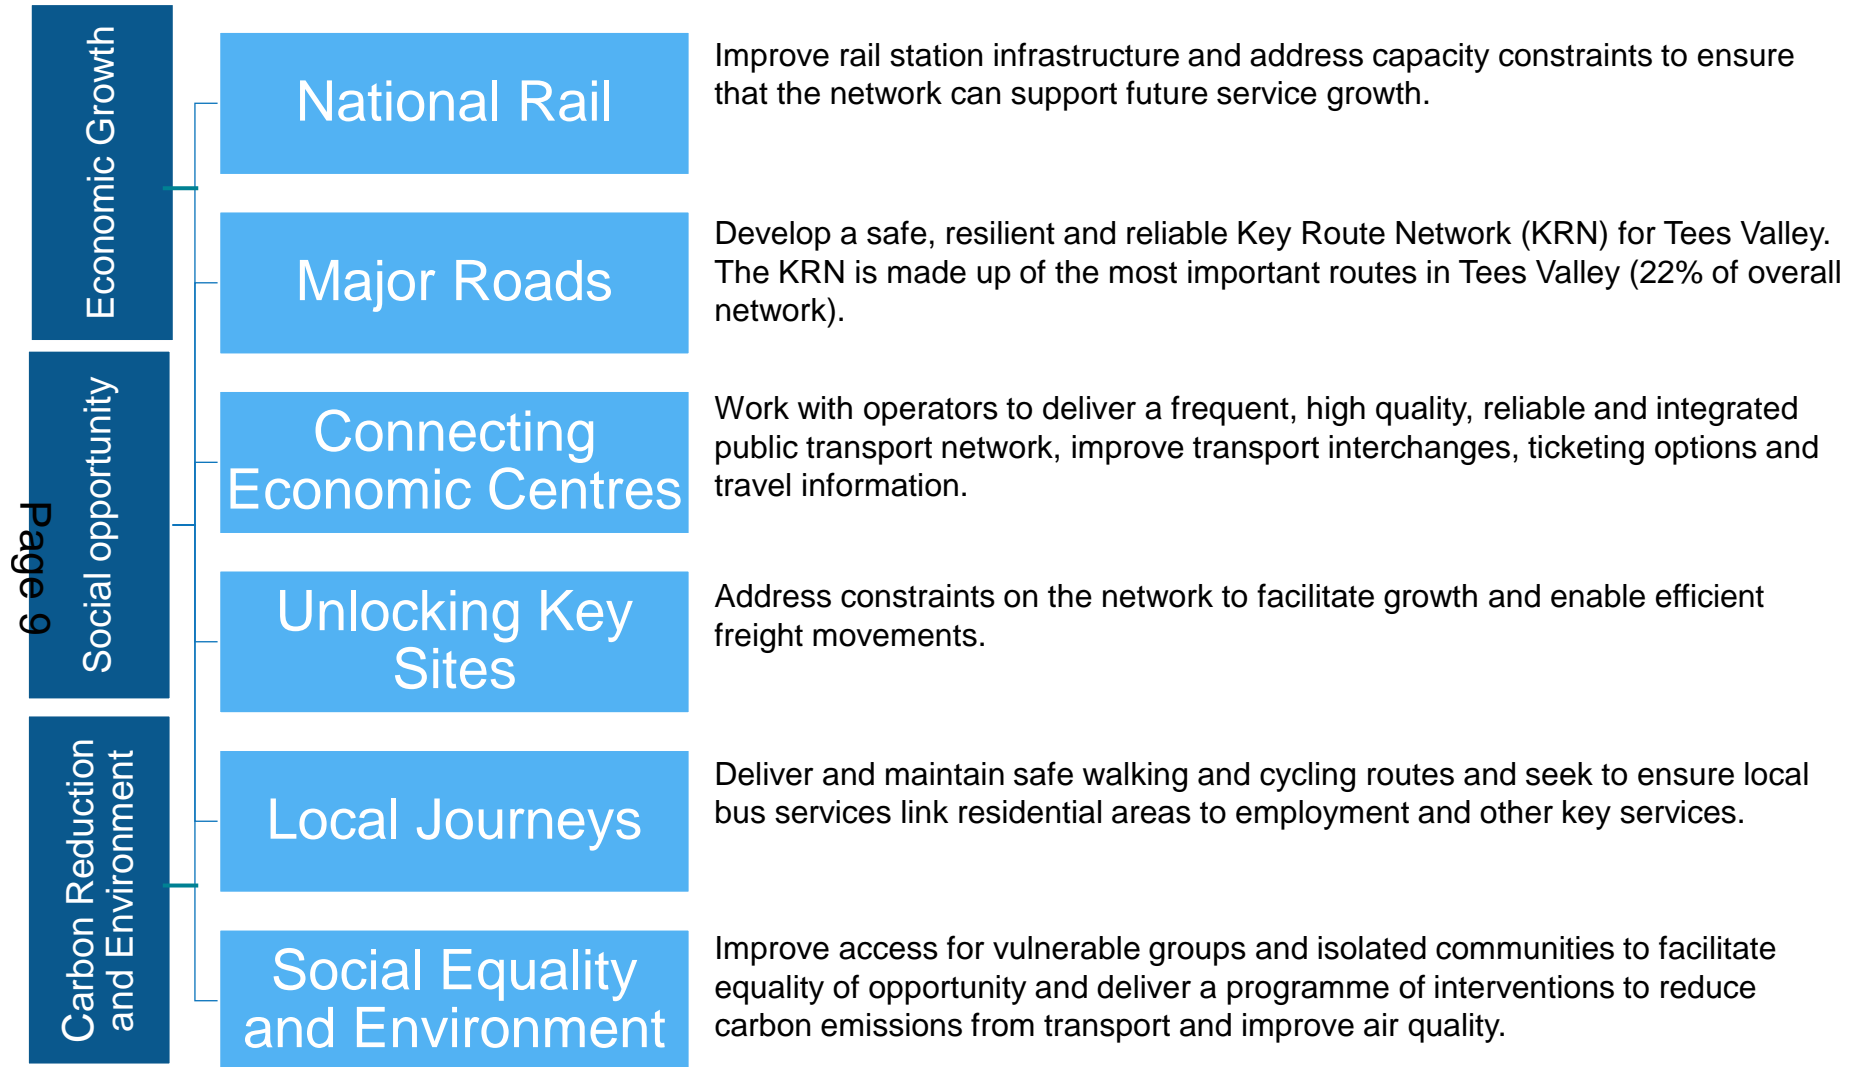 Economic Growth
Social opportunity
Carbon Reduction
and Environment
Page 9
National Rail
Improve rail station infrastructure and address capacity constraints to ensure
that the network can support future service growth.
Major Roads
Develop a safe, resilient and reliable Key Route Network (KRN) for Tees Valley.
The KRN is made up of the most important routes in Tees Valley (22% of overall
network).
Connecting
Economic Centres
Work with operators to deliver a frequent, high quality, reliable and integrated
public transport network, improve transport interchanges, ticketing options and
travel information.
Unlocking Key
Sites
Address constraints on the network to facilitate growth and enable efficient
freight movements.
Local Journeys
Deliver and maintain safe walking and cycling routes and seek to ensure local
bus services link residential areas to employment and other key services.
Social Equality
and Environment
Improve access for vulnerable groups and isolated communities to facilitate
equality of opportunity and deliver a programme of interventions to reduce
carbon emissions from transport and improve air quality.